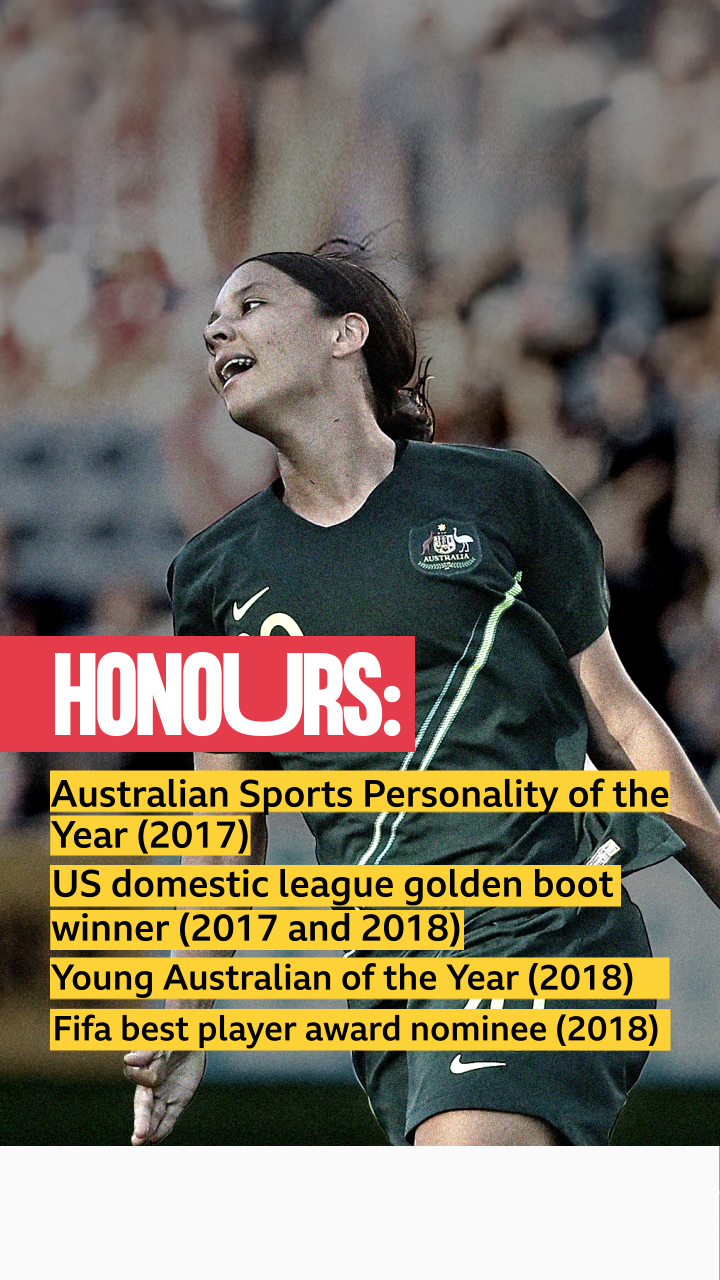 AUSTRALIA
HONOURS:
Australian Sports Personality of the
Year (2017)
US domestic league golden boot
winner (2017 and 2018)
Young Australian of the Year (2018)
Fifa best player award nominee (2018)